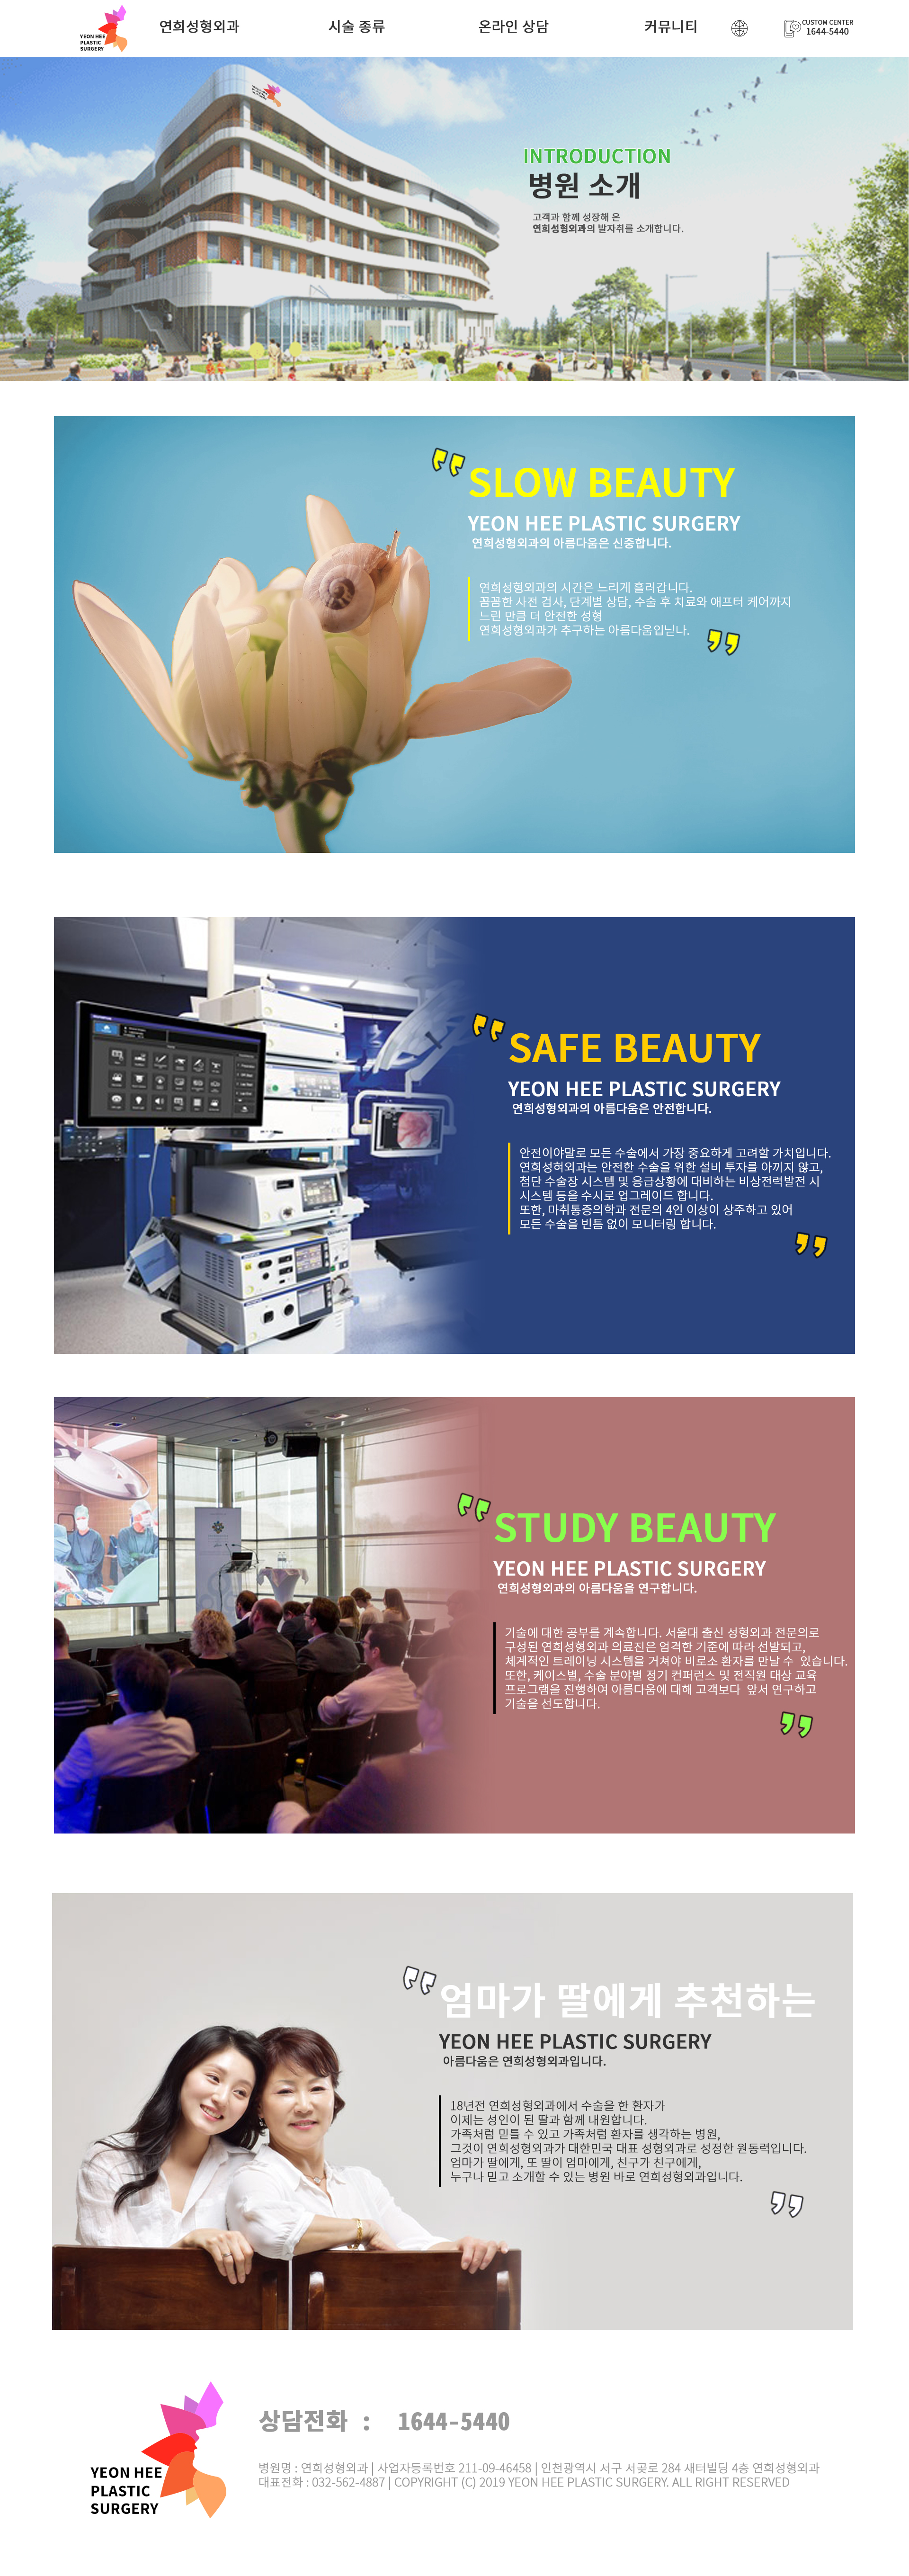 YEON HEE
PLASTIC
SURGERY
연희성형외과
시술 종류
온라인 상담
커뮤니티
CUSTOM CENTER
1644-5440
INTRODUCTION
병원 소개
고객과 함께 성장해 온
연희성형외과의 발자취를 소개합니다.
SLOW BEAUTY
YEON HEE PLASTIC SURGERY
연희성형외과의 아름다움은 신중합니다.
연희성형외과의 시간은 느리게 흘러갑니다.
꼼꼼한 사전 검사, 단계별 상담, 수술 후 치료와 애프터 케어까지
느린 만큼 더 안전한 성형
연희성형외과가 추구하는 아름다움입닏나.
SAFE BEAUTY
YEON HEE PLASTIC SURGERY
연희성형외과의 아름다움은 안전합니다.
안전이야말로 모든 수술에서 가장 중요하게 고려할 가치입니다.
연희성혀외과는 안전한 수술을 위한 설비 투자를 아끼지 않고,
첨단 수술장 시스템 및 응급상황에 대비하는 비상전력발전 시
시스템 등을 수시로 업그레이드 합니다.
또한, 마취통증의학과 전문의 4인 이상이 상주하고 있어
모든 수술을 빈틈 없이 모니터링 합니다.
STUDY BEAUTY
YEON HEE PLASTIC SURGERY
연희성형외과의 아름다움을 연구합니다.
기술에 대한 공부를 계속합니다. 서울대 출신 성형외과 전문의로
구성된 연희성형외과 의료진은 엄격한 기준에 따라 선발되고,
체계적인 트레이닝 시스템을 거쳐야 비로소 환자를 만날 수 있습니다.
또한, 케이스별, 수술 분야별 정기 컨퍼런스 및 전직원 대상 교육
프로그램을 진행하여 아름다움에 대해 고객보다 앞서 연구하고
기술을 선도합니다.
엄마가 딸에게 추천하는
YEON HEE PLASTIC SURGERY
아름다움은 연희성형외과입니다.
18년전 연희성형외과에서 수술을 한 환자가
이제는 성인이 된 딸과 함께 내원합니다.
가족처럼 믿틀 수 있고 가족처럼 환자를 생각하는 병원,
그것이 연희성형외과가 대한민국 대표 성형외과로 성정한 원동력입니다.
엄마가 딸에게, 또 딸이 엄마에게, 친구가 친구에게,
누구나 믿고 소개할 수 있는 병원 바로 연희성형외과입니다.
YEON HEE
PLASTIC
SURGERY
상담전화 : 1644-5440
병원명 : 연희성형외과 | 사업자등록번호 211-09-46458 | 인천광역시 서구 서곶로 284 새터빌딩 4층 연희성형외과
대표전화 : 032-562-4887 | COPYRIGHT (C) 2019 YEON HEE PLASTIC SURGERY. ALL RIGHT RESERVED